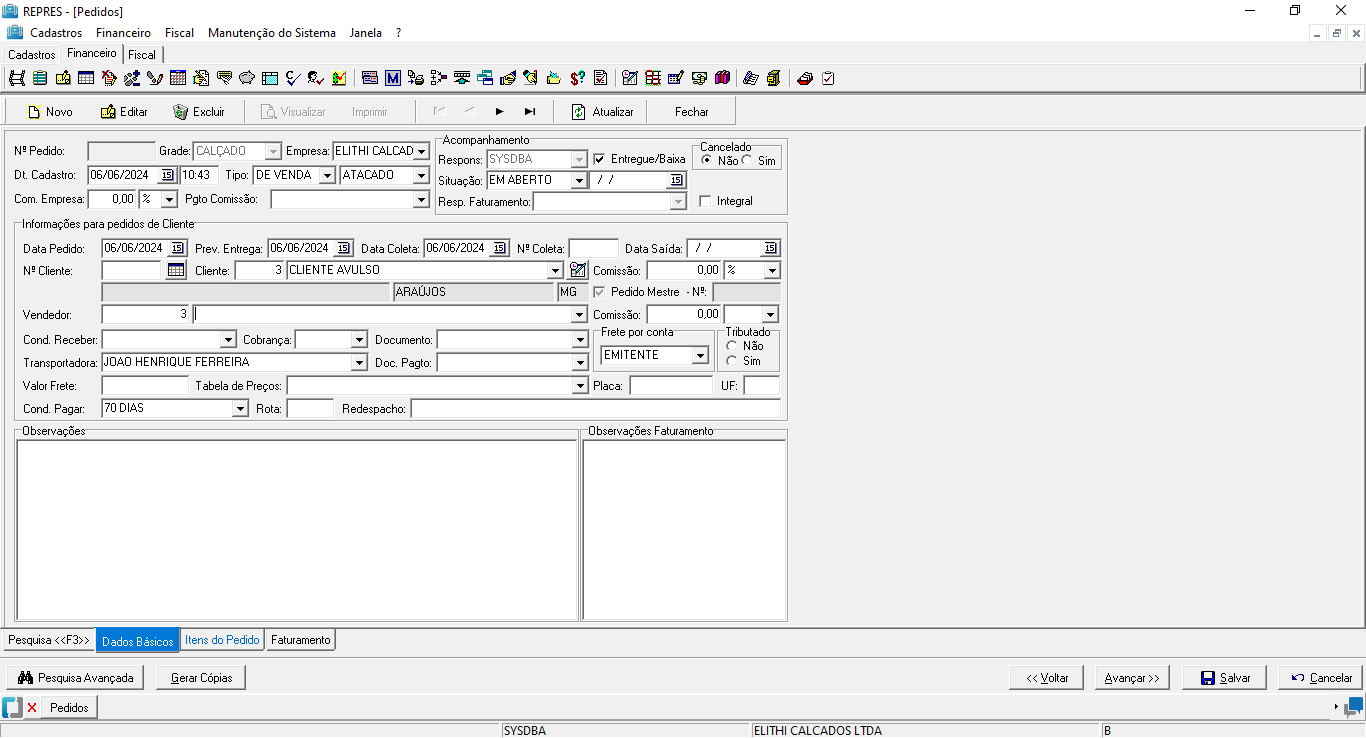 REPRES - [Pedidos]
Cadastros Financeiro Fiscal Manutenção do Sistema Janela ?
Cadastros Financeiro Fiscal
Novo Editar Excluir Visualizar Imprimir Atualizar Fechar
Acompanhamento
Cancelado
Nº Pedido: Grade: CALÇADO Empresa: ELITHI CALCAD Respons: SYSDBA Entregue/Baixa Não Sim
Dt. Cadastro: 06/06/2024 15 10:43 Tipo: DE VENDA ATACADO Situação: EM ABERTO / / 15
Com. Empresa: 0,00 % Pgto Comissão: Resp. Faturamento: Integral
Informações para pedidos de Cliente
Data Pedido: 06/06/2024 15 Prev. Entrega: 06/06/2024 15 Data Coleta: 06/06/2024 15 Nº Coleta: Data Saída: / / 15
Nº Cliente: Cliente: 3 CLIENTE AVULSO Comissão: 0,00 %
ARAÚJOS MG Pedido Mestre - Nº:
Vendedor: 3 Comissão: 0,00
Cond. Receber: Cobrança: Documento: Frete por conta Tributado
Não
Transportadora: JOAO HENRIQUE FERREIRA Doc. Pagto: EMITENTE Sim
Valor Frete: Tabela de Preços: Placa: UF:
Cond. Pagar: 70 DIAS Rota: Redespacho:
Observações Observações Faturamento
Pesquisa <<F3>> Dados Básicos Itens do Pedido Faturamento
Pesquisa Avançada Gerar Cópias << Voltar Avançar >> Salvar Cancelar
Pedidos
SYSDBA ELITHI CALCADOS LTDA B